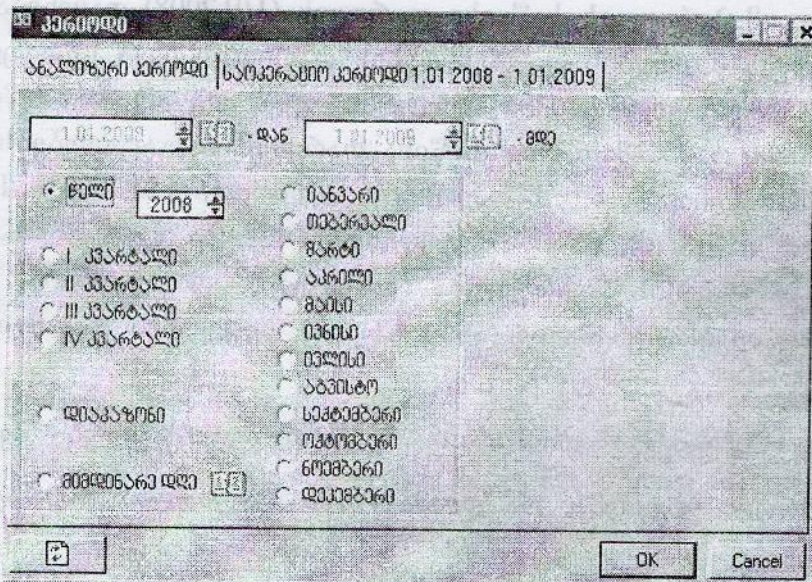 პერიოდი
ანალიზური პერიოდი საოპერაციო პერიოდი 1.01.2008 - 1.01.2009
1.01.2008 - დან 1.01.2009 - მდე
წელი 2008
I კვარტალი
II კვარტალი
III კვარტალი
IV კვარტალი
დიაპაზონი
მიმდინარე დღე
იანვარი
თებერვალი
მარტი
აპრილი
მაისი
ივნისი
ივლისი
აგვისტო
სექტემბერი
ოქტომბერი
ნოემბერი
დეკემბერი
OK Cancel